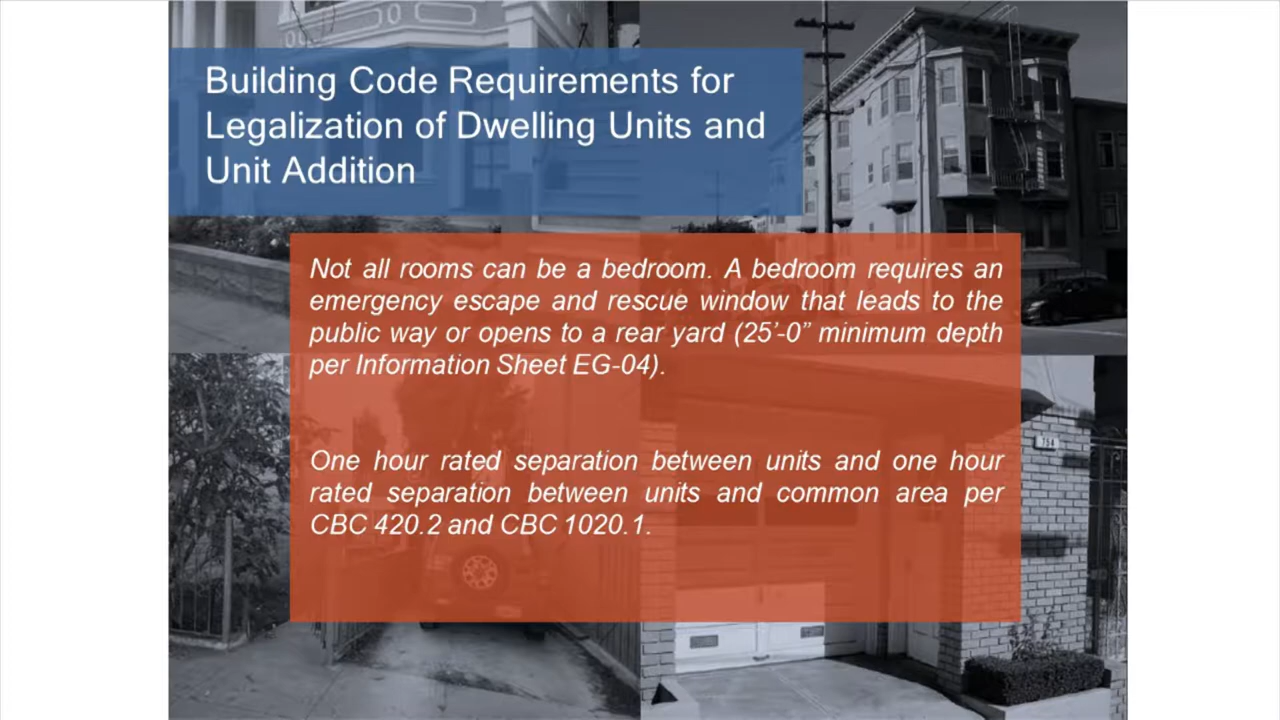 Building Code Requirements for
Legalization of Dwelling Units and
Unit Addition
Not all rooms can be a bedroom. A bedroom requires an
emergency escape and rescue window that leads to the
public way or opens to a rear yard (25’-0” minimum depth
per Information Sheet EG-04).
One hour rated separation between units and one hour
rated separation between units and common area per
CBC 420.2 and CBC 1020.1.
754